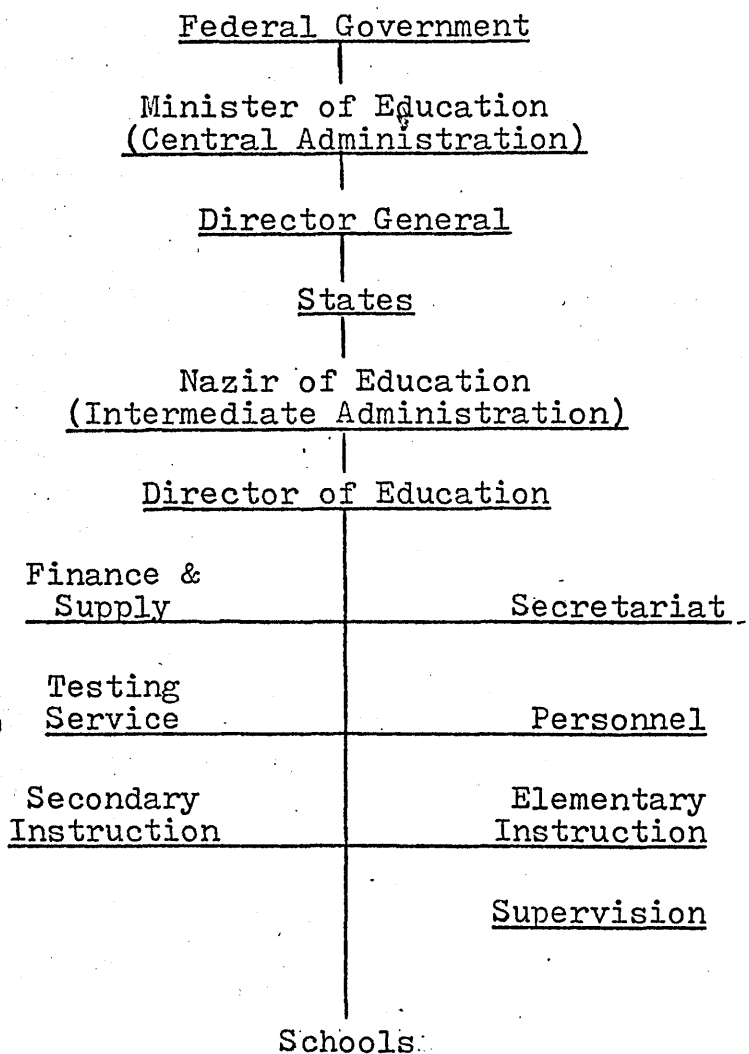 Federal Government
Minister of Education
(Central Administration)
Director General
States
Nazir of Education
(Intermediate Administration)
Director of Education
Finance &
Supply
Secretariat
Testing
Service
Personnel
Secondary
Instruction
Elementary
Instruction
Supervision
Schools